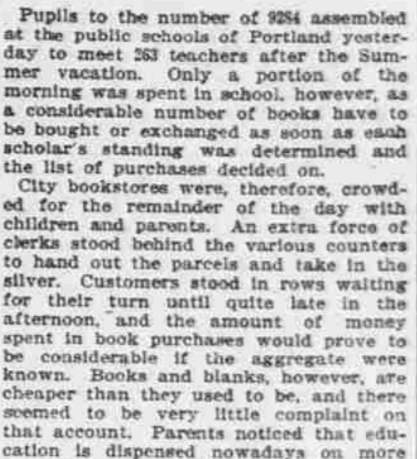 Pupils to the number of 9284 assembled
at the public schools of Portland yester-
day to meet 263 teachers after the Sum-
mer vacation. Only a portion of the
morning was spent in school, however, as
a considerable number of books have to
be bought or exchanged as soon as each
scholar's standing was determined and
the list of purchases decided on.
City bookstores were, therefore, crowd-
ed for the remainder of the day with
children and parents. An extra force of
clerks stood behind the various counters
to hand out the parcels and take in the
silver. Customers stood in rows waiting
for their turn until quite late in the
afternoon, and the amount of money
spent in book purchases would prove to
be considerable if the aggregate were
known. Books and blanks, however, are
cheaper than they used to be, and there
seemed to be very little complaint on
that account. Parents noticed that edu-
cation is dispensed nowadays on more